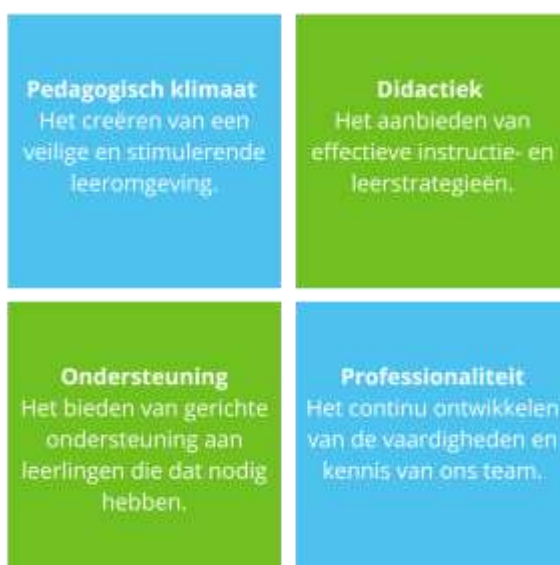 Pedagogisch klimaat
Het creëren van een
veilige en stimulerende
leeromgeving.
Didactiek
Het aanbieden van
effectieve instructie- en
leerstrategieën.
Ondersteuning
Het bieden van gerichte
ondersteuning aan
leerlingen die dat nodig
hebben.
Professionaliteit
Het continu ontwikkelen
van de vaardigheden en
kennis van ons team.